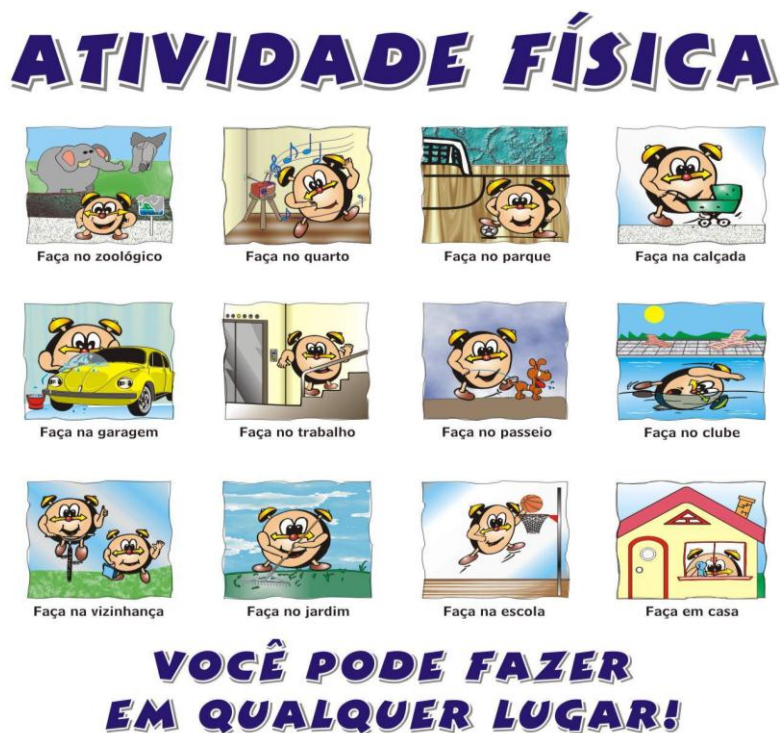 ATIVIDADE FÍSICA
Faça no zoológico
Faça no quarto
Faça no parque
Faça na calçada
Faça na garagem
Faça no trabalho
Faça no passeio
Faça no clube
Faça na vizinhança
Faça no jardim
Faça na escola
Faça em casa
VOCÊ PODE FAZER
EM QUALQUER LUGAR!